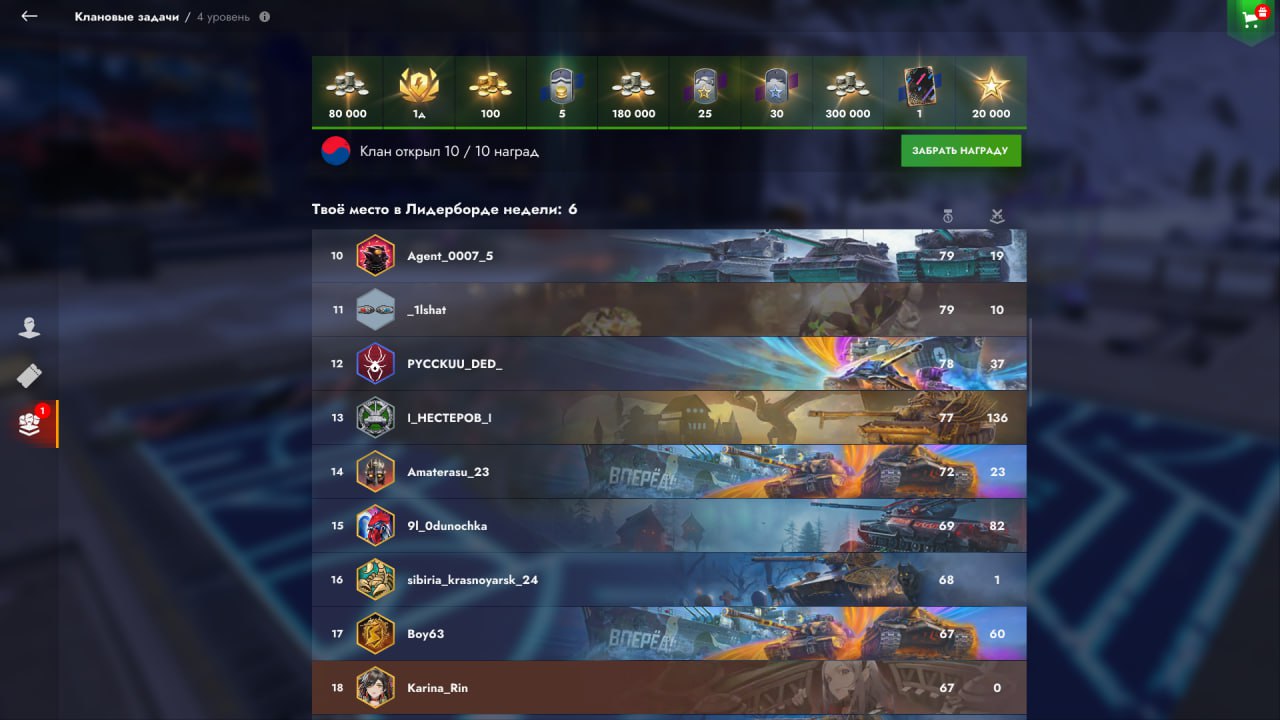 Клановые задачи / 4 уровень
80 000 1д 100 5 180 000 25 30 300 000 1 20 000
Клан открыл 10 / 10 наград
ЗАБРАТЬ НАГРАДУ
Твоё место в Лидерборде недели: 6
10 Agent_0007_5 79 19
11 _1lshat 79 10
12 PYCCKUU_DED_ 78 37
13 I_HECTEPOB_I 77 136
ВПЕРЁД!
14 Amaterasu_23 72 23
15 9l_0dunochka 69 82
1
16 sibiria_krasnoyarsk_24 68 1
ВПЕРЁД!
17 Boy63 67 60
18 Karina_Rin 67 0